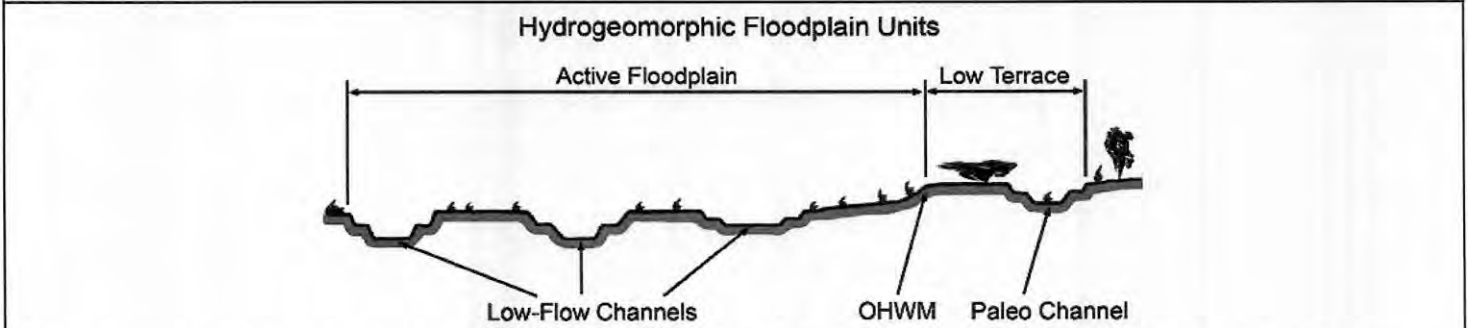 Hydrogeomorphic Floodplain Units
Active Floodplain
Low Terrace
Low-Flow Channels
OHWM
Paleo Channel